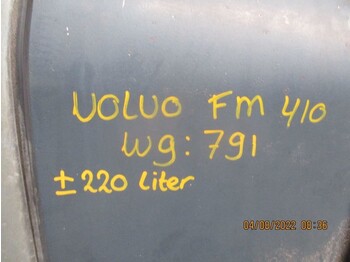 VOLVO FM 410
wg: 791
± 220 liter
04/08/2022 08:36